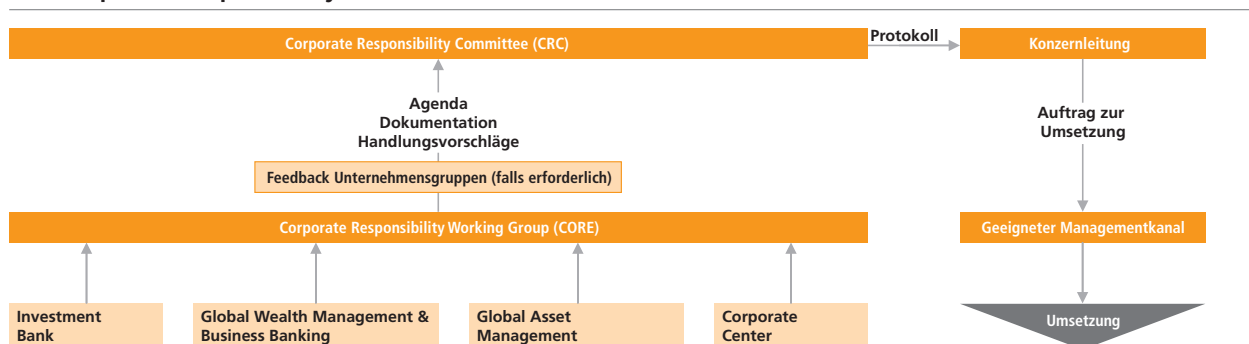 Corporate Responsibility Committee (CRC)
Protokoll
Konzernleitung
Agenda
Dokumentation
Handlungsvorschläge
Auftrag zur
Umsetzung
Feedback Unternehmensgruppen (falls erforderlich)
Corporate Responsibility Working Group (CORE)
Geeigneter Managementkanal
Investment
Bank
Global Wealth Management &
Business Banking
Global Asset
Management
Corporate
Center
Umsetzung